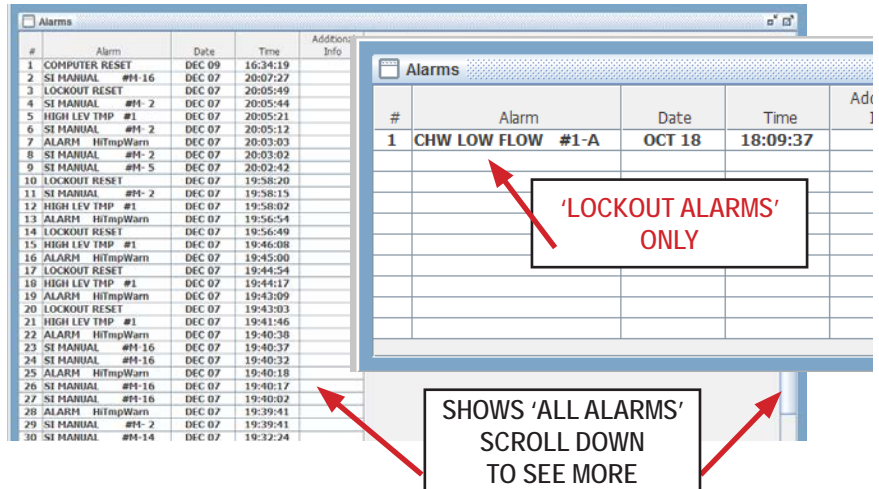 Alarms
# Alarm Date Time Additional Info
1 COMPUTER RESET DEC 09 16:34:19
2 SI MANUAL #M-16 DEC 07 20:07:27
3 LOCKOUT RESET DEC 07 20:05:49
4 SI MANUAL #M- 2 DEC 07 20:05:44
5 HIGH LEV TMP #1 DEC 07 20:05:21
6 SI MANUAL #M- 2 DEC 07 20:05:12
7 ALARM HiTmpWarn DEC 07 20:03:03
8 SI MANUAL #M- 2 DEC 07 20:03:02
9 SI MANUAL #M- 5 DEC 07 20:02:42
10 LOCKOUT RESET DEC 07 19:58:20
11 SI MANUAL #M- 2 DEC 07 19:58:15
12 HIGH LEV TMP #1 DEC 07 19:58:02
13 ALARM HiTmpWarn DEC 07 19:56:54
14 LOCKOUT RESET DEC 07 19:56:49
15 HIGH LEV TMP #1 DEC 07 19:46:08
16 ALARM HiTmpWarn DEC 07 19:45:00
17 LOCKOUT RESET DEC 07 19:44:54
18 HIGH LEV TMP #1 DEC 07 19:44:17
19 ALARM HiTmpWarn DEC 07 19:43:09
20 LOCKOUT RESET DEC 07 19:43:03
21 HIGH LEV TMP #1 DEC 07 19:41:46
22 ALARM HiTmpWarn DEC 07 19:40:38
23 SI MANUAL #M-16 DEC 07 19:40:37
24 SI MANUAL #M-16 DEC 07 19:40:32
25 ALARM HiTmpWarn DEC 07 19:40:18
26 SI MANUAL #M-16 DEC 07 19:40:17
27 SI MANUAL #M-16 DEC 07 19:40:02
28 ALARM HiTmpWarn DEC 07 19:39:41
29 SI MANUAL #M- 2 DEC 07 19:39:41
30 SI MANUAL #M-14 DEC 07 19:32:24
Alarms
# Alarm Date Time
1 CHW LOW FLOW #1-A OCT 18 18:09:37
'LOCKOUT ALARMS'
ONLY
SHOWS 'ALL ALARMS'
SCROLL DOWN
TO SEE MORE